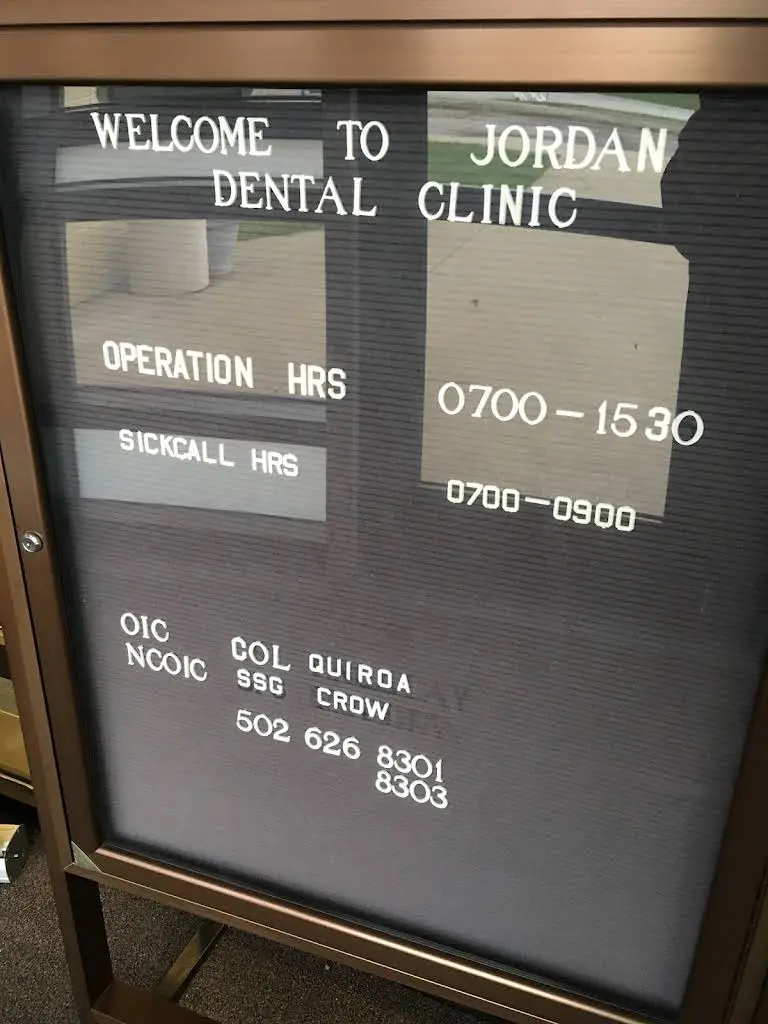 WELCOME TO JORDAN
DENTAL CLINIC
OPERATION HRS 0700-1530
SICKCALL HRS 0700-0900
OIC COL QUIROA
NCOIC SSG CROW
502 626 8301
8303